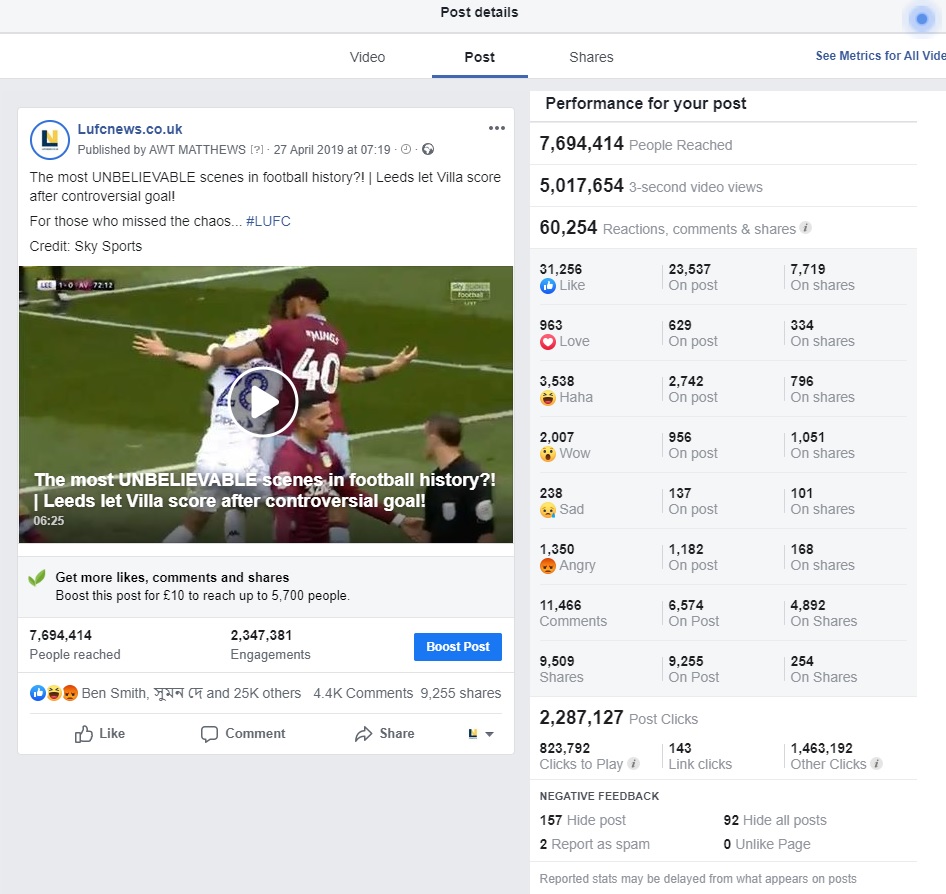 Post details
Video
Post
Shares
See Metrics for All Vide
Lufcnews.co.uk
Published by AWT MATTHEWS [?] · 27 April 2019 at 07:19 ·
The most UNBELIEVABLE scenes in football history?! | Leeds let Villa score
after controversial goal!
For those who missed the chaos... #LUFC
Credit: Sky Sports
LEE 1-0 AV 72:12
sky sports
football
LIVE
MINGS
40
28
The most UNBELIEVABLE scenes in football history?!
| Leeds let Villa score after controversial goal!
06:25
Get more likes, comments and shares
Boost this post for £10 to reach up to 5,700 people.
7,694,414
People reached
2,347,381
Engagements
Boost Post
Ben Smith, সুমন দে and 25K others 4.4K Comments 9,255 shares
Like
Comment
Share
Performance for your post
7,694,414 People Reached
5,017,654 3-second video views
60,254 Reactions, comments & shares
31,256 23,537 7,719
Like On post On shares
963 629 334
Love On post On shares
3,538 2,742 796
Haha On post On shares
2,007 956 1,051
Wow On post On shares
238 137 101
Sad On post On shares
1,350 1,182 168
Angry On post On shares
11,466 6,574 4,892
Comments On Post On Shares
9,509 9,255 254
Shares On Post On Shares
2,287,127 Post Clicks
823,792 143 1,463,192
Clicks to Play Link clicks Other Clicks
NEGATIVE FEEDBACK
157 Hide post 92 Hide all posts
2 Report as spam 0 Unlike Page
Reported stats may be delayed from what appears on posts